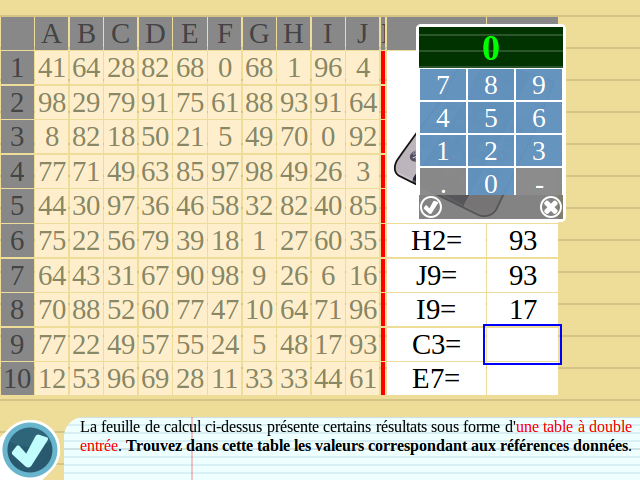 A B C D E F G H I J
0
1 41 64 28 82 68 0 68 1 96 4
7 8 9
2 98 29 79 91 75 61 88 93 91 64
4 5 6
3 8 82 18 50 21 5 49 70 0 92
1 2 3
4 77 71 49 63 85 97 98 49 26 3
. 0 -
5 44 30 97 36 46 58 32 82 40 85
6 75 22 56 79 39 18 1 27 60 35 H2= 93
7 64 43 31 67 90 98 9 26 6 16 J9= 93
8 70 88 52 60 77 47 10 64 71 96 I9= 17
9 77 22 49 57 55 24 5 48 17 93 C3=
10 12 53 96 69 28 11 33 33 44 61 E7=
La feuille de calcul ci-dessus présente certains résultats sous forme d'une table à double
entrée. Trouvez dans cette table les valeurs correspondant aux références données.